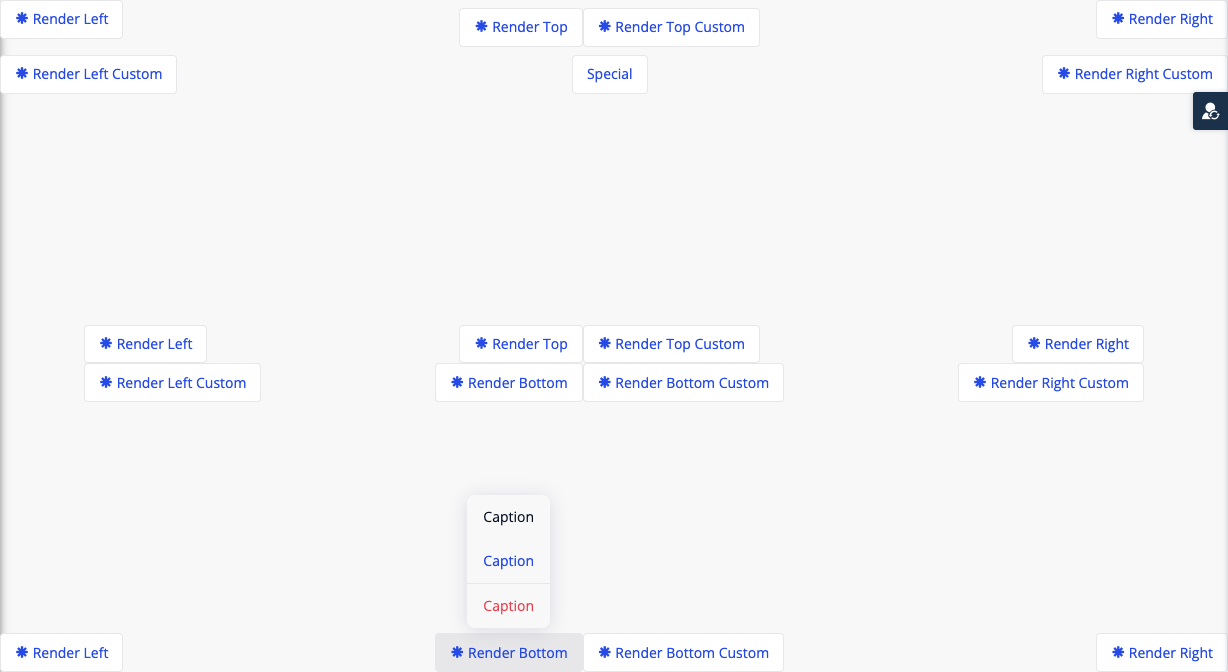 Render Left
Render Top
Render Top Custom
Render Right
Render Left Custom
Special
Render Right Custom
Render Left
Render Top
Render Top Custom
Render Right
Render Left Custom
Render Bottom
Render Bottom Custom
Render Right Custom
Caption
Caption
Caption
Render Left
Render Bottom
Render Bottom Custom
Render Right